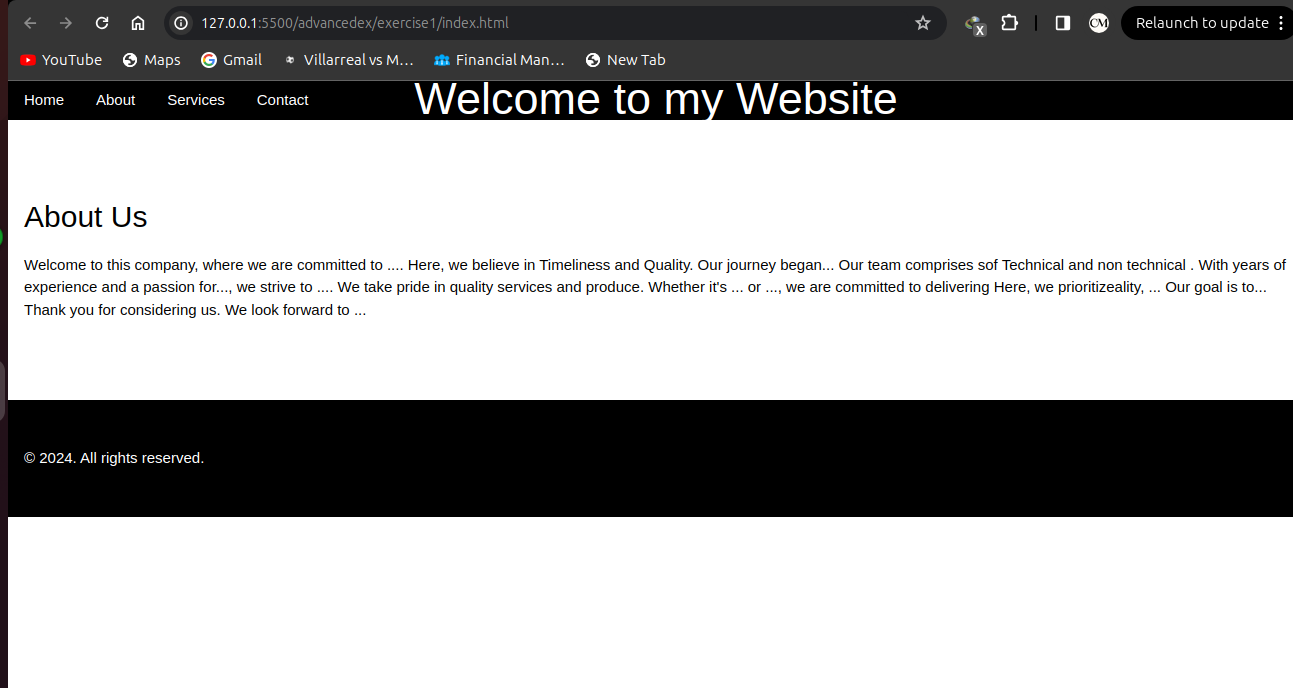 127.0.0.1:5500/advancedex/exercise1/index.html
X
CM
Relaunch to update
YouTube Maps Gmail Villarreal vs M… Financial Man… New Tab
Home About Services Contact Welcome to my Website
About Us
Welcome to this company, where we are committed to .... Here, we believe in Timeliness and Quality. Our journey began... Our team comprises sof Technical and non technical . With years of
experience and a passion for..., we strive to .... We take pride in quality services and produce. Whether it's ... or ..., we are committed to delivering Here, we prioritizeality, ... Our goal is to...
Thank you for considering us. We look forward to ...
© 2024. All rights reserved.